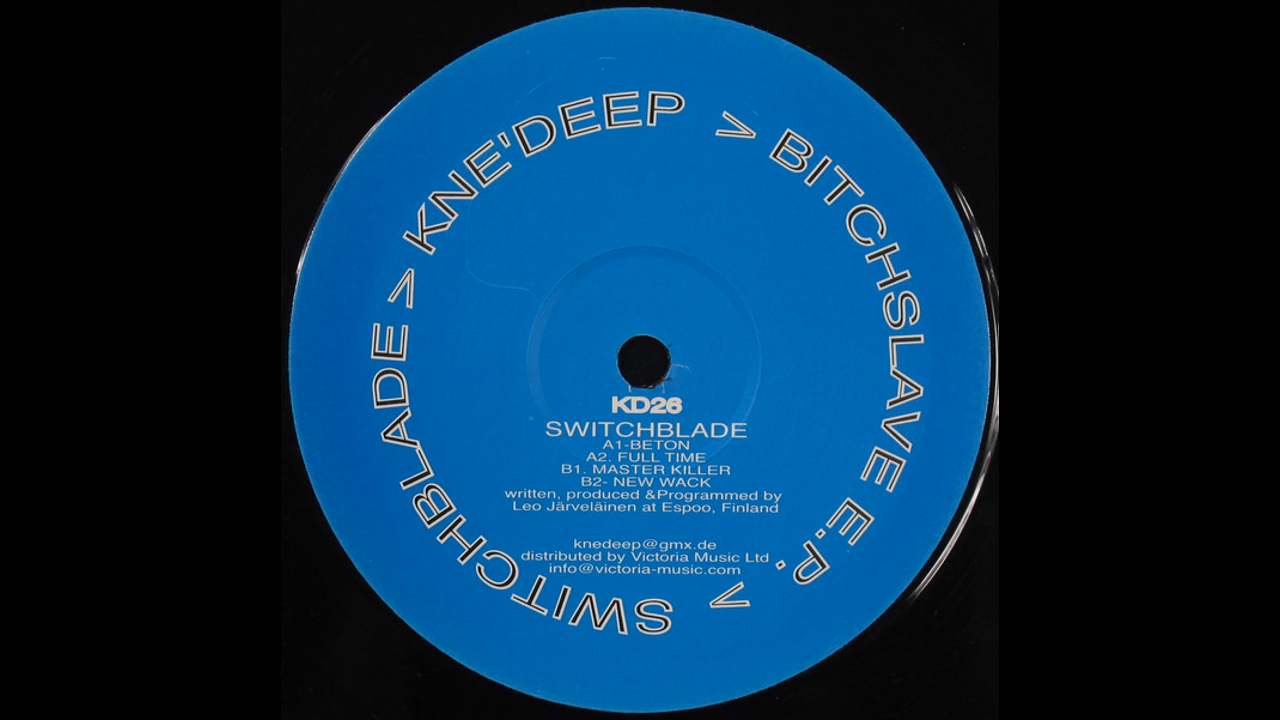 KNE'DEEP > BITCHSLAVE E.P. > SWITCHBLADE >
KD26
SWITCHBLADE
A1-BETON
A2. FULL TIME
B1. MASTER KILLER
B2- NEW WACK
written, produced &Programmed by
Leo Järveläinen at Espoo, Finland
knedeep@gmx.de
distributed by Victoria Music Ltd
info@victoria-music.com